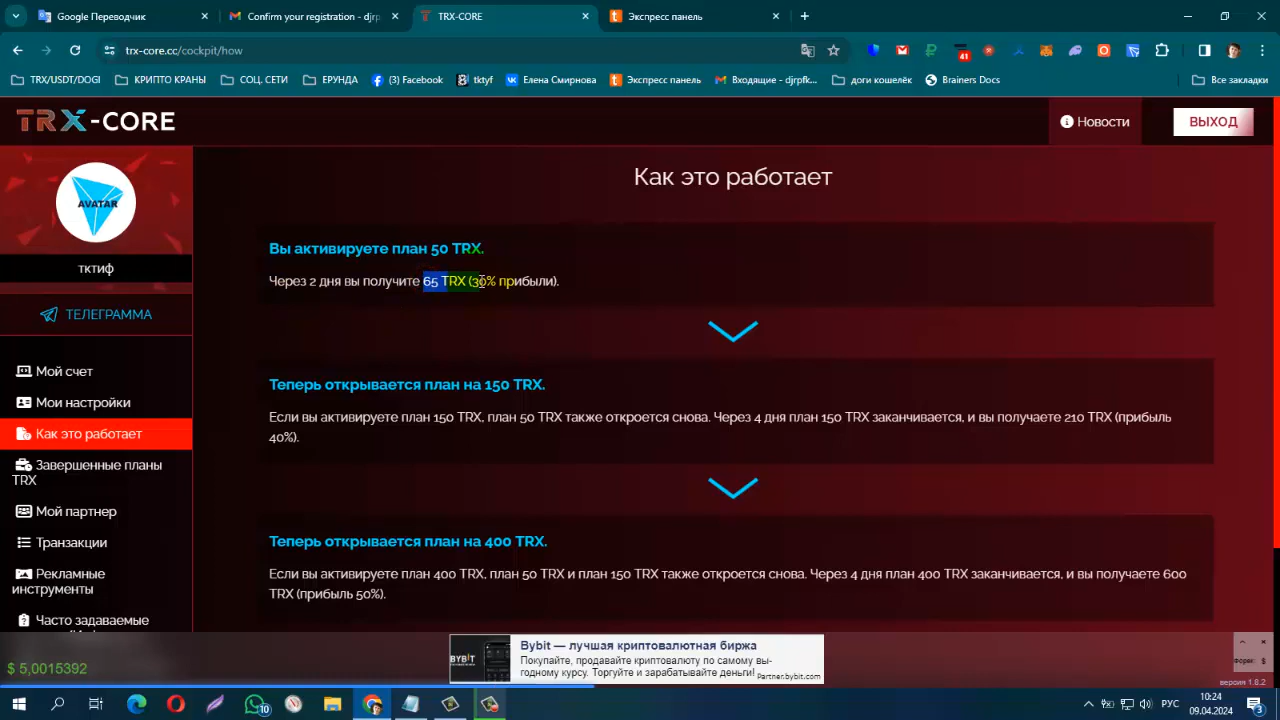 Google Переводчик
Confirm your registration - djrp
TRX-CORE
Экспресс панель
trx-core.cc/cockpit/how
41
TRX/USDT/DOGI
КРИПТО КРАНЫ
СОЦ. СЕТИ
ЕРУНДА
(3) Facebook
tktyf
Елена Смирнова
Экспресс панель
Входящие - djrpfk...
доги кошелёк
Brainers Docs
Все закладки
TRX-CORE
Новости
ВЫХОД
AVATAR
тктиф
ТЕЛЕГРАММА
Мой счет
Мои настройки
Как это работает
Завершенные планы
TRX
Мой партнер
Транзакции
Рекламные
инструменты
Часто задаваемые
Как это работает
Вы активируете план 50 TRX.
Через 2 дня вы получите 65 TRX (30% прибыли).
Теперь открывается план на 150 TRX.
Если вы активируете план 150 TRX, план 50 TRX также откроется снова. Через 4 дня план 150 TRX заканчивается, и вы получаете 210 TRX (прибыль
40%).
Теперь открывается план на 400 TRX.
Если вы активируете план 400 TRX, план 50 TRX и план 150 TRX также откроется снова. Через 4 дня план 400 TRX заканчивается, и вы получаете 600
TRX (прибыль 50%).
BYBIT
Bybit — лучшая криптовалютная биржа
Покупайте, продавайте криптовалюту по самому вы-
годному курсу. Торгуйте и зарабатывайте деньги!
Partner.bybit.com
$ 5,0015392
версия 1.8.2
10
РУС
10:24
09.04.2024
3